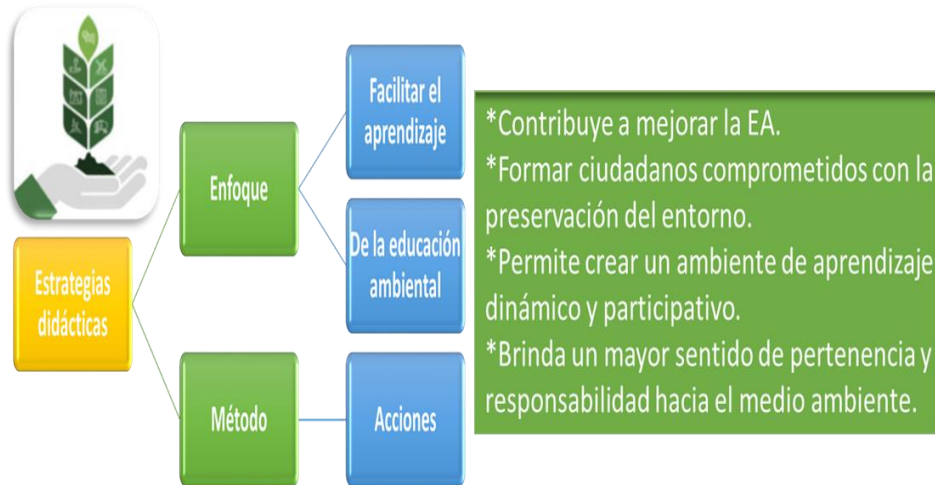 Facilitar el
aprendizaje
Enfoque
De la educación
ambiental
Estrategias
didácticas
Método
Acciones
*Contribuye a mejorar la EA.
*Formar ciudadanos comprometidos con la
preservación del entorno.
*Permite crear un ambiente de aprendizaje
dinámico y participativo.
*Brinda un mayor sentido de pertenencia y
responsabilidad hacia el medio ambiente.